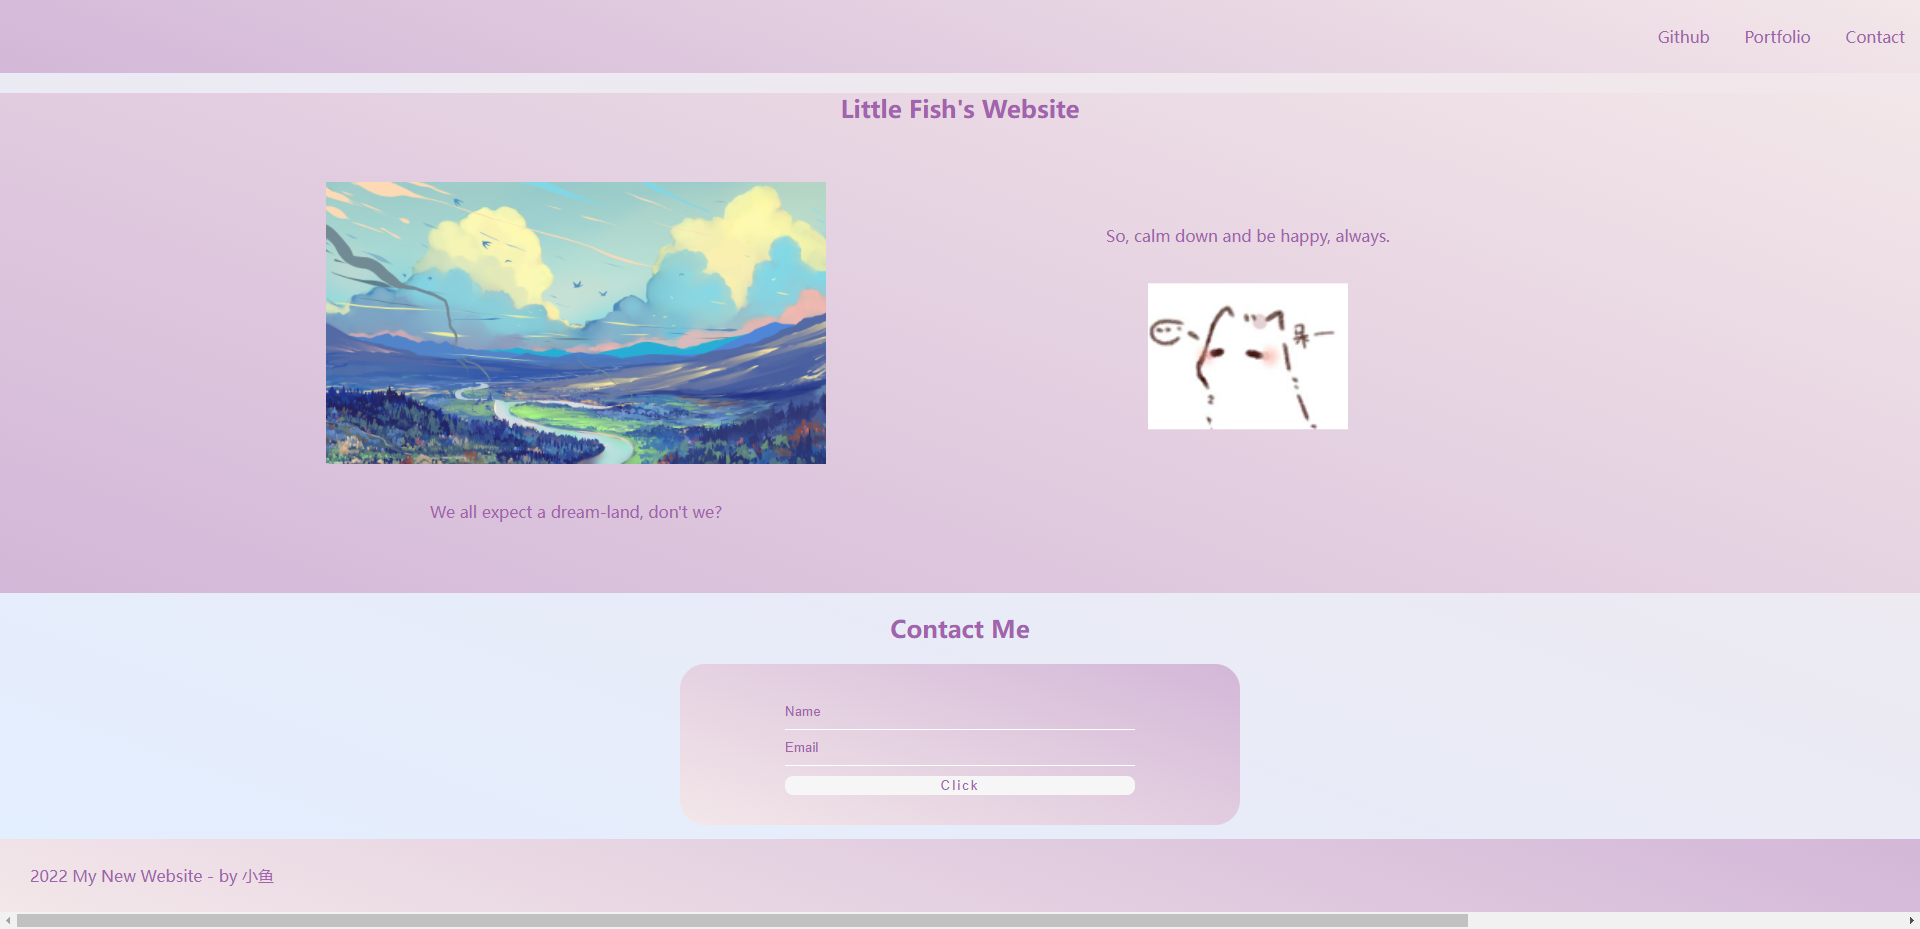 Github Portfolio Contact
Little Fish's Website
So, calm down and be happy, always.
呆一
We all expect a dream-land, don't we?
Contact Me
Name
Email
Click
2022 My New Website - by 小鱼